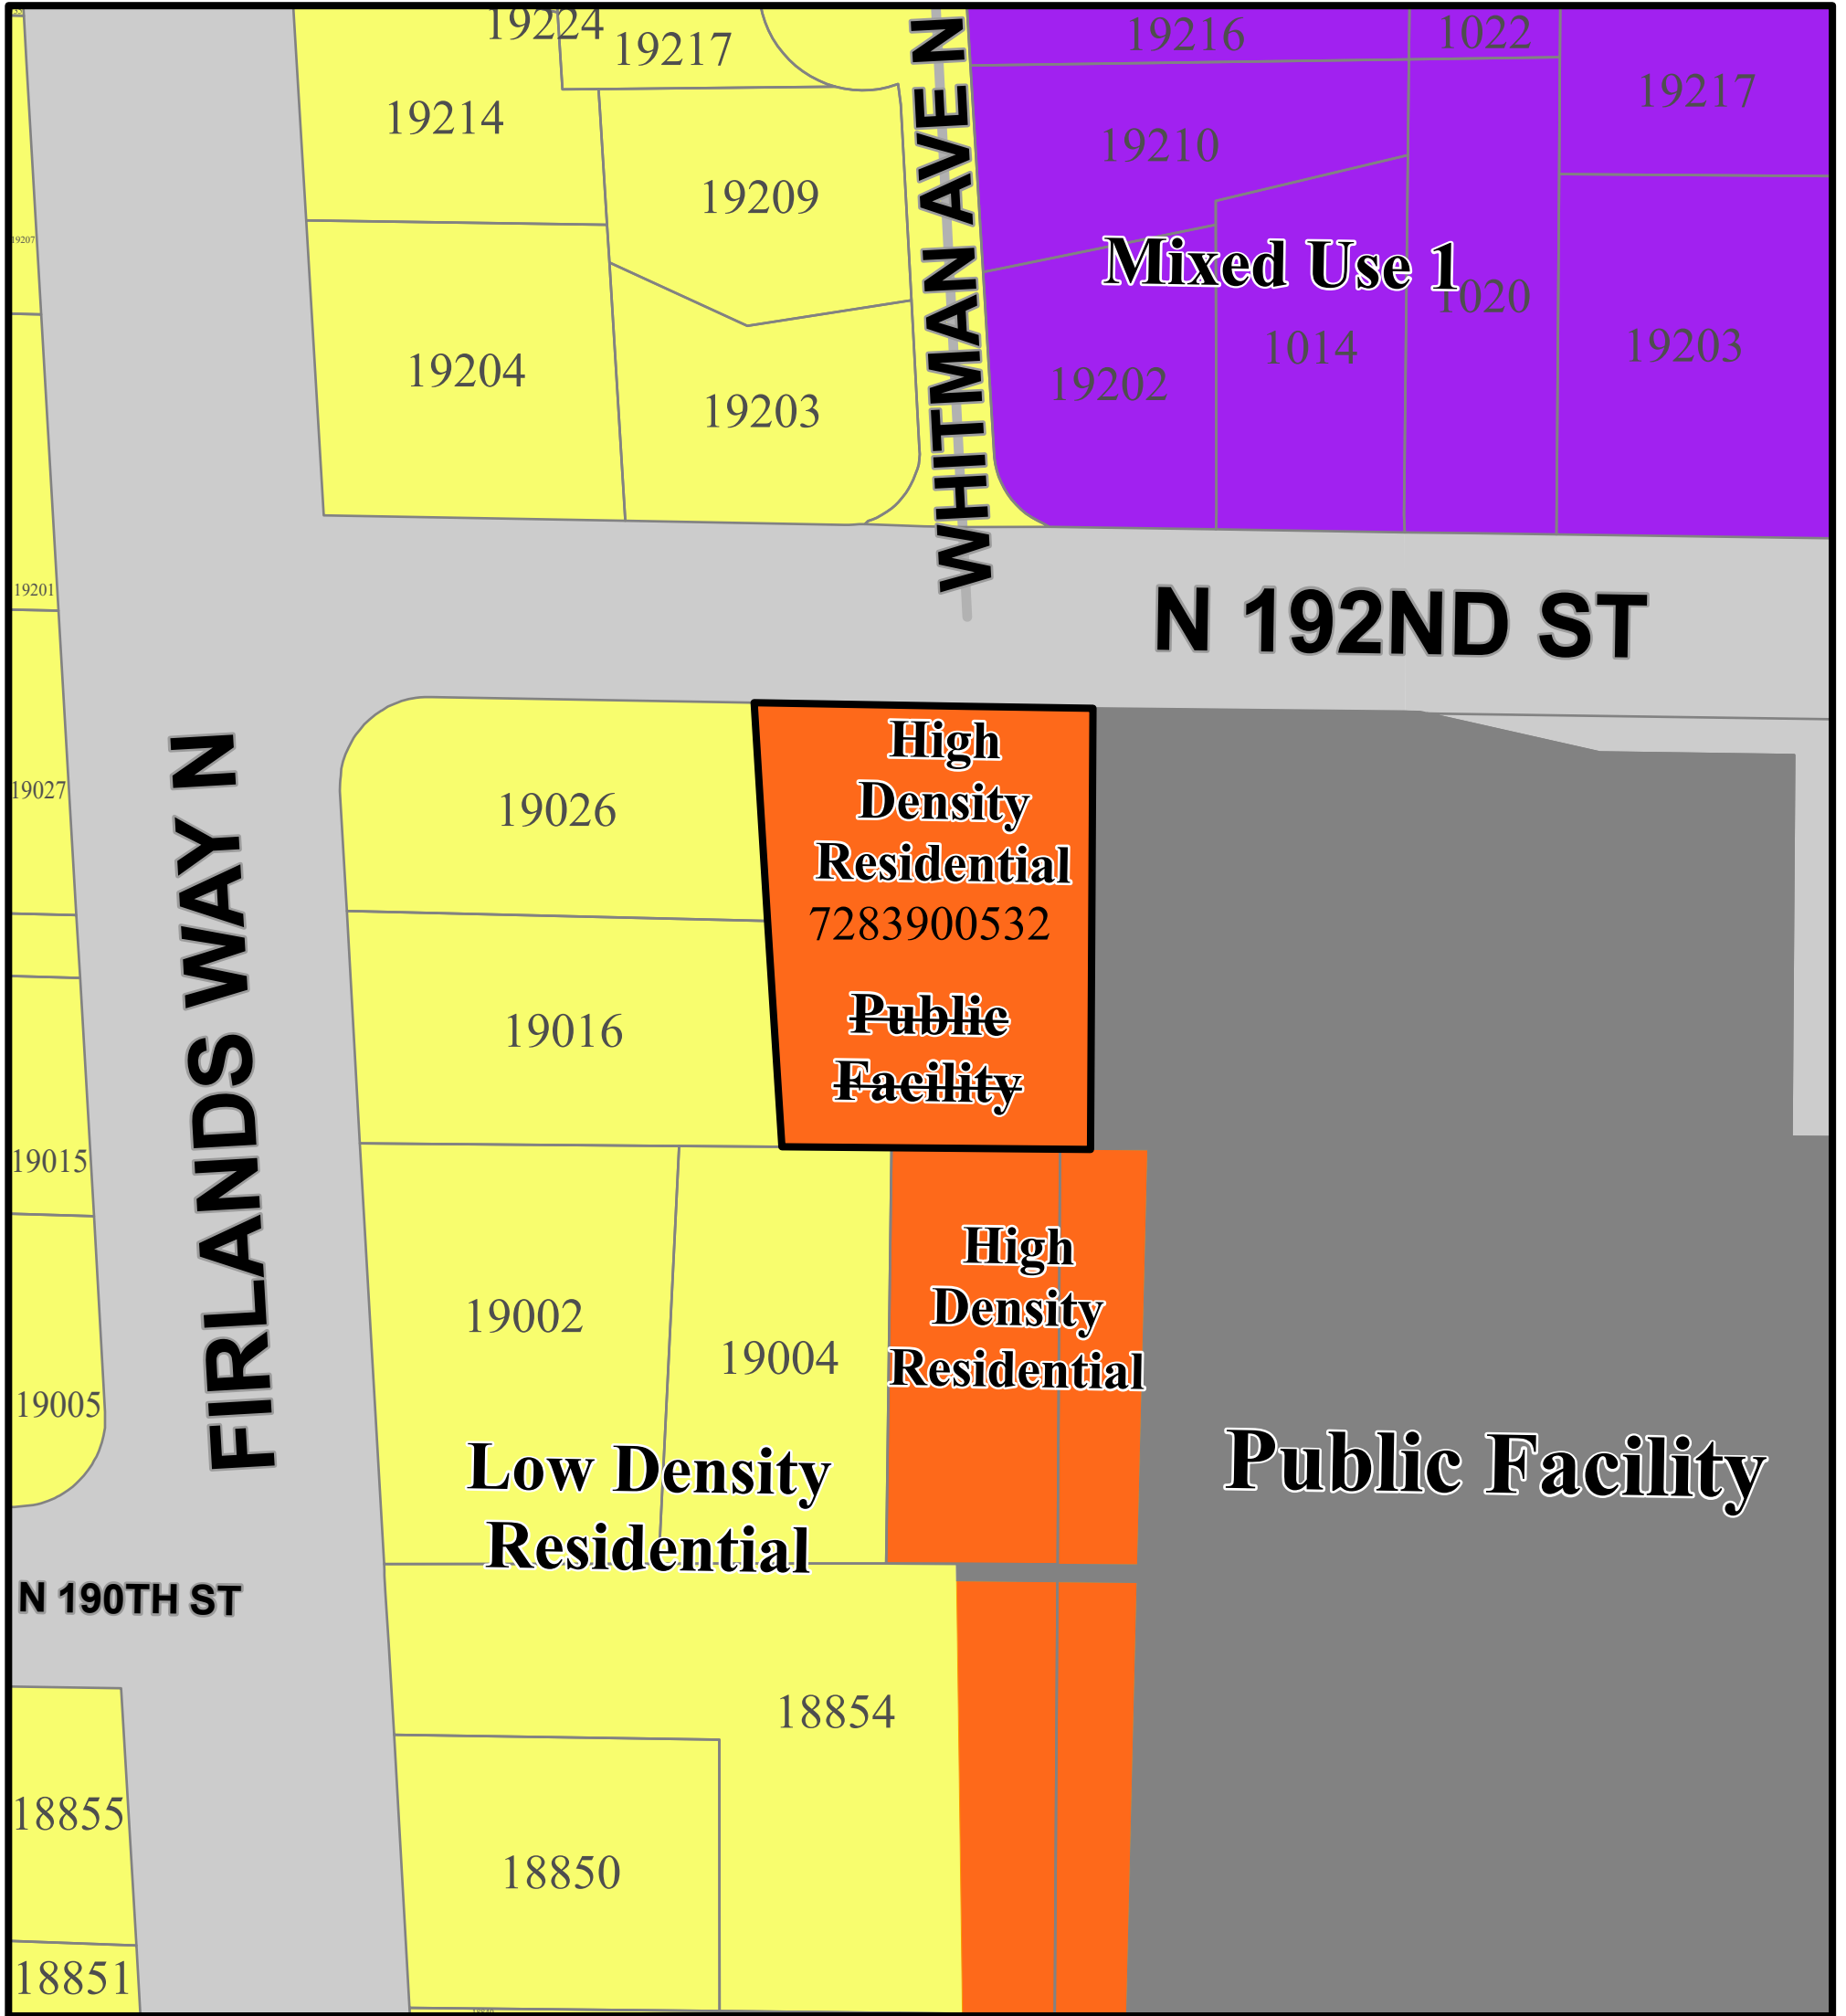 19224
19217
19216
1022
19217
19214
19210
19209
19207
WHITMAN AVE N
Mixed Use 1
1020
1014
19203
19204
19202
19203
19201
N 192ND ST
FIRLANDS WAY N
19027
19026
High
Density
Residential
7283900532
Public
Facility
19016
19015
High
Density
Residential
19002
19004
19005
Low Density
Residential
Public Facility
N 190TH ST
18854
18855
18850
18851